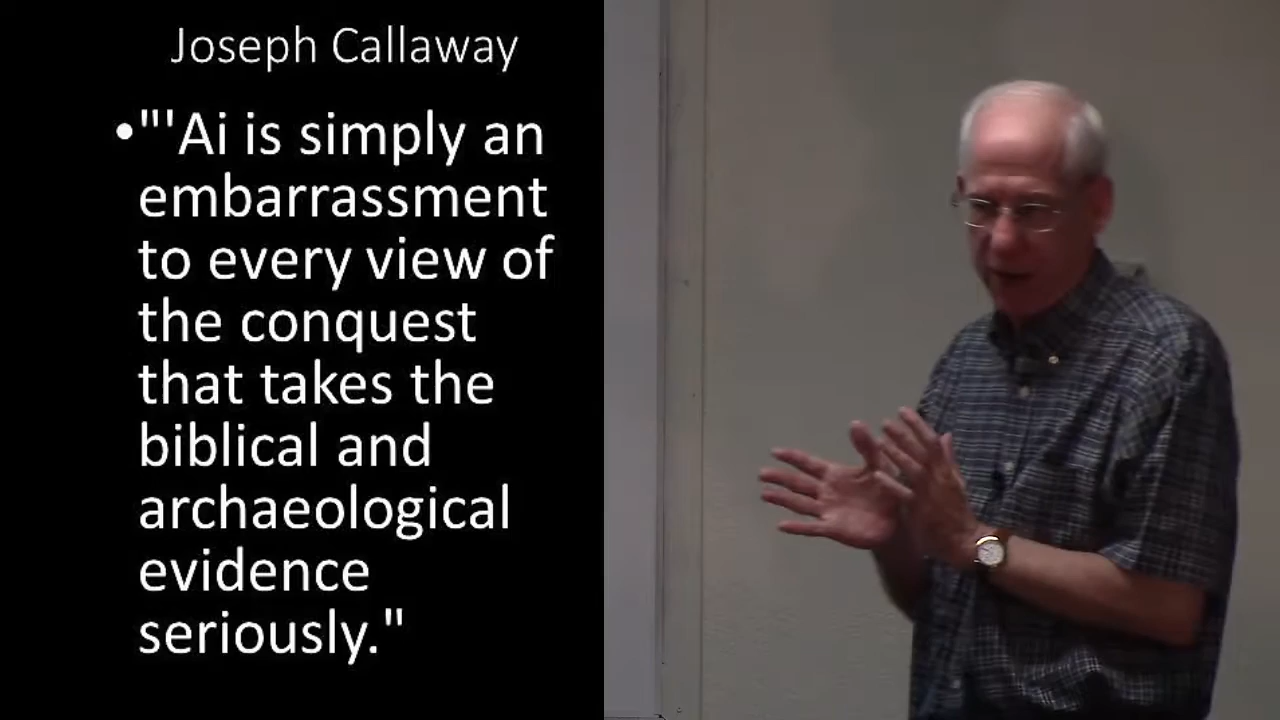 Joseph Callaway
•"'Ai is simply an
embarrassment
to every view of
the conquest
that takes the
biblical and
archaeological
evidence
seriously."